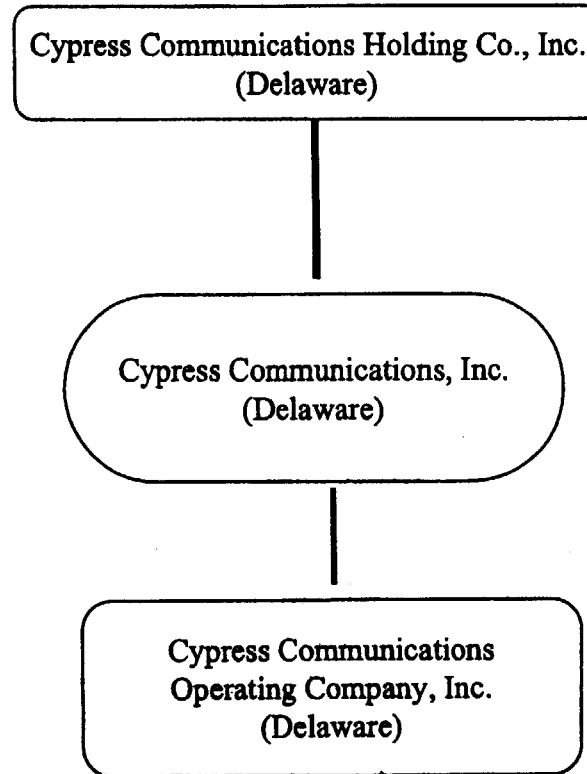 Cypress Communications Holding Co., Inc.
(Delaware)
Cypress Communications, Inc.
(Delaware)
Cypress Communications
Operating Company, Inc.
(Delaware)